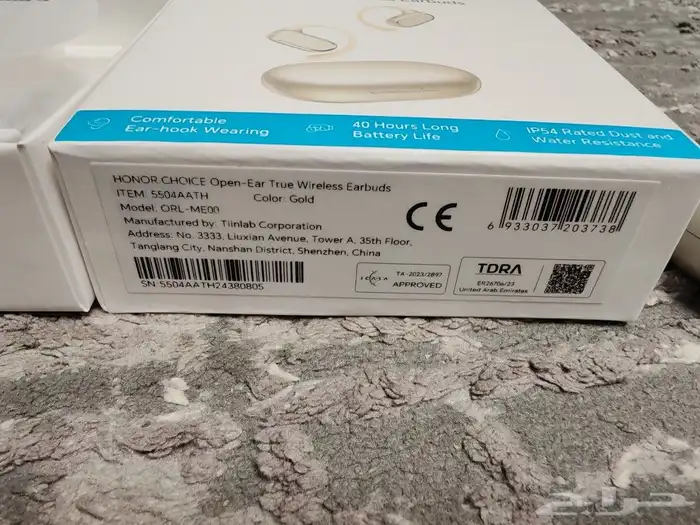 Earbuds
Comfortable
Ear-hook Wearing
40 Hours Long
Battery Life
IP54 Rated Dust and
Water Resistance
HONOR CHOICE Open-Ear True Wireless Earbuds
ITEM: 5504AATH Color: Gold
Model: ORL-ME00
Manufactured by: Tiinlab Corporation
Address: No. 3333, Liuxian Avenue, Tower A, 35th Floor,
Tanglang City, Nanshan District, Shenzhen, China
SN:5504AATH24380805
CE
6 933037 203738
ICASA
TA-2023/2897
APPROVED
TDRA
ER26706/23
United Arab Emirates
حراج